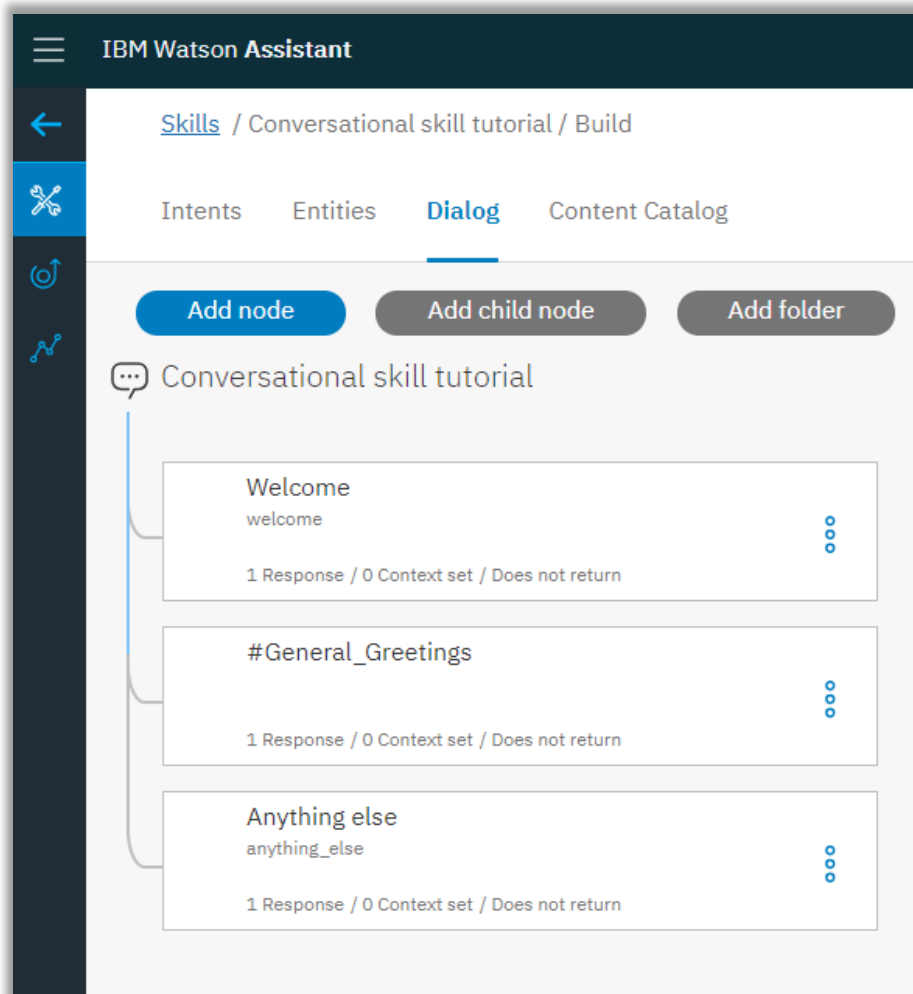 IBM Watson Assistant
Skills / Conversational skill tutorial / Build
Intents Entities Dialog Content Catalog
Add node Add child node Add folder
Conversational skill tutorial
Welcome
welcome
1 Response / 0 Context set / Does not return
#General_Greetings
1 Response / 0 Context set / Does not return
Anything else
anything_else
1 Response / 0 Context set / Does not return